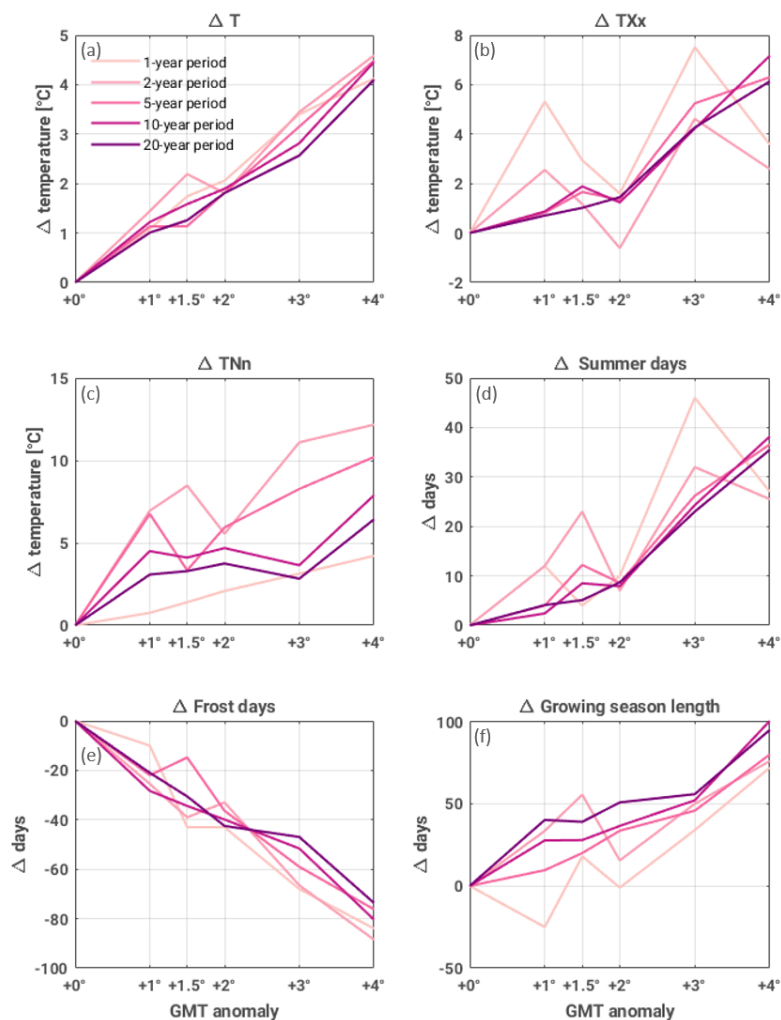 Δ T
Δ TXx
(a)
1-year period
2-year period
5-year period
10-year period
20-year period
Δ temperature [°C]
5
4
3
2
1
0
+0°
+1°
+1.5°
+2°
+3°
+4°
(b)
Δ temperature [°C]
8
6
4
2
0
-2
+0°
+1°
+1.5°
+2°
+3°
+4°
Δ TNn
Δ Summer days
(c)
Δ temperature [°C]
15
10
5
0
+0°
+1°
+1.5°
+2°
+3°
+4°
(d)
Δ days
50
40
30
20
10
0
+0°
+1°
+1.5°
+2°
+3°
+4°
Δ Frost days
Δ Growing season length
(e)
Δ days
0
-20
-40
-60
-80
-100
+0°
+1°
+1.5°
+2°
+3°
+4°
GMT anomaly
(f)
Δ days
100
50
0
-50
+0°
+1°
+1.5°
+2°
+3°
+4°
GMT anomaly